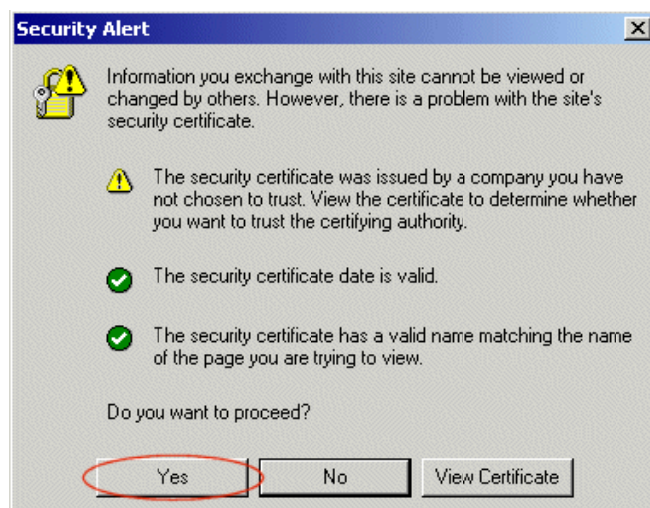 Security Alert
Information you exchange with this site cannot be viewed or
changed by others. However, there is a problem with the site's
security certificate.
The security certificate was issued by a company you have
not chosen to trust. View the certificate to determine whether
you want to trust the certifying authority.
The security certificate date is valid.
The security certificate has a valid name matching the name
of the page you are trying to view.
Do you want to proceed?
Yes No View Certificate